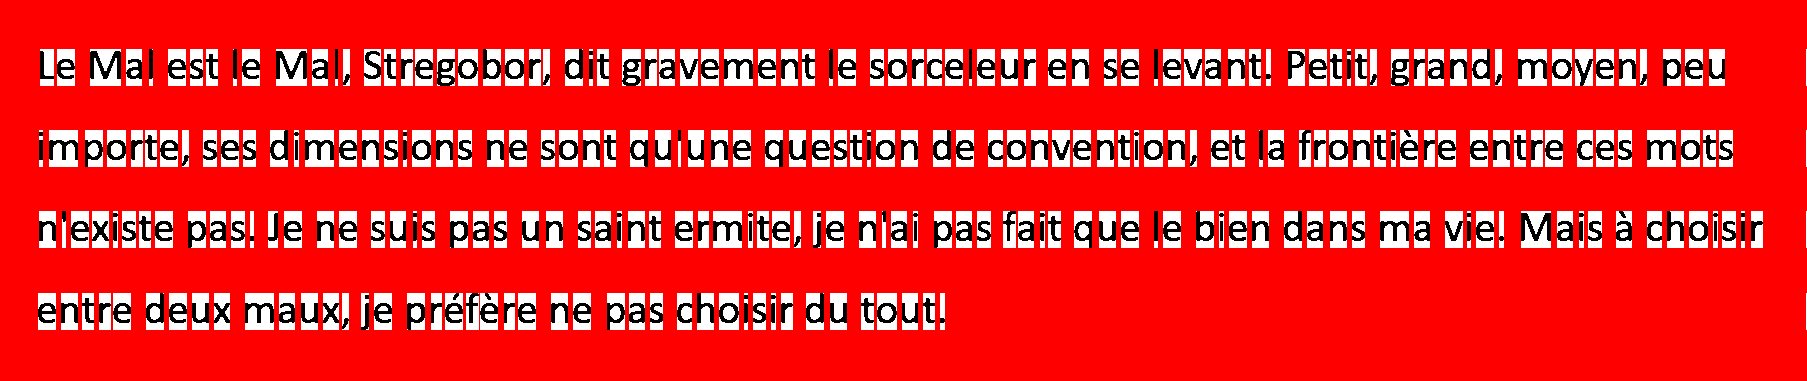 Le Mal est le Mal, Stregobor, dit gravement le sorceleur en se levant. Petit, grand, moyen, peu
importe, ses dimensions ne sont qu'une question de convention, et la frontière entre ces mots
n'existe pas. Je ne suis pas un saint ermite, je n'ai pas fait que le bien dans ma vie. Mais à choisir
entre deux maux, je préfère ne pas choisir du tout.